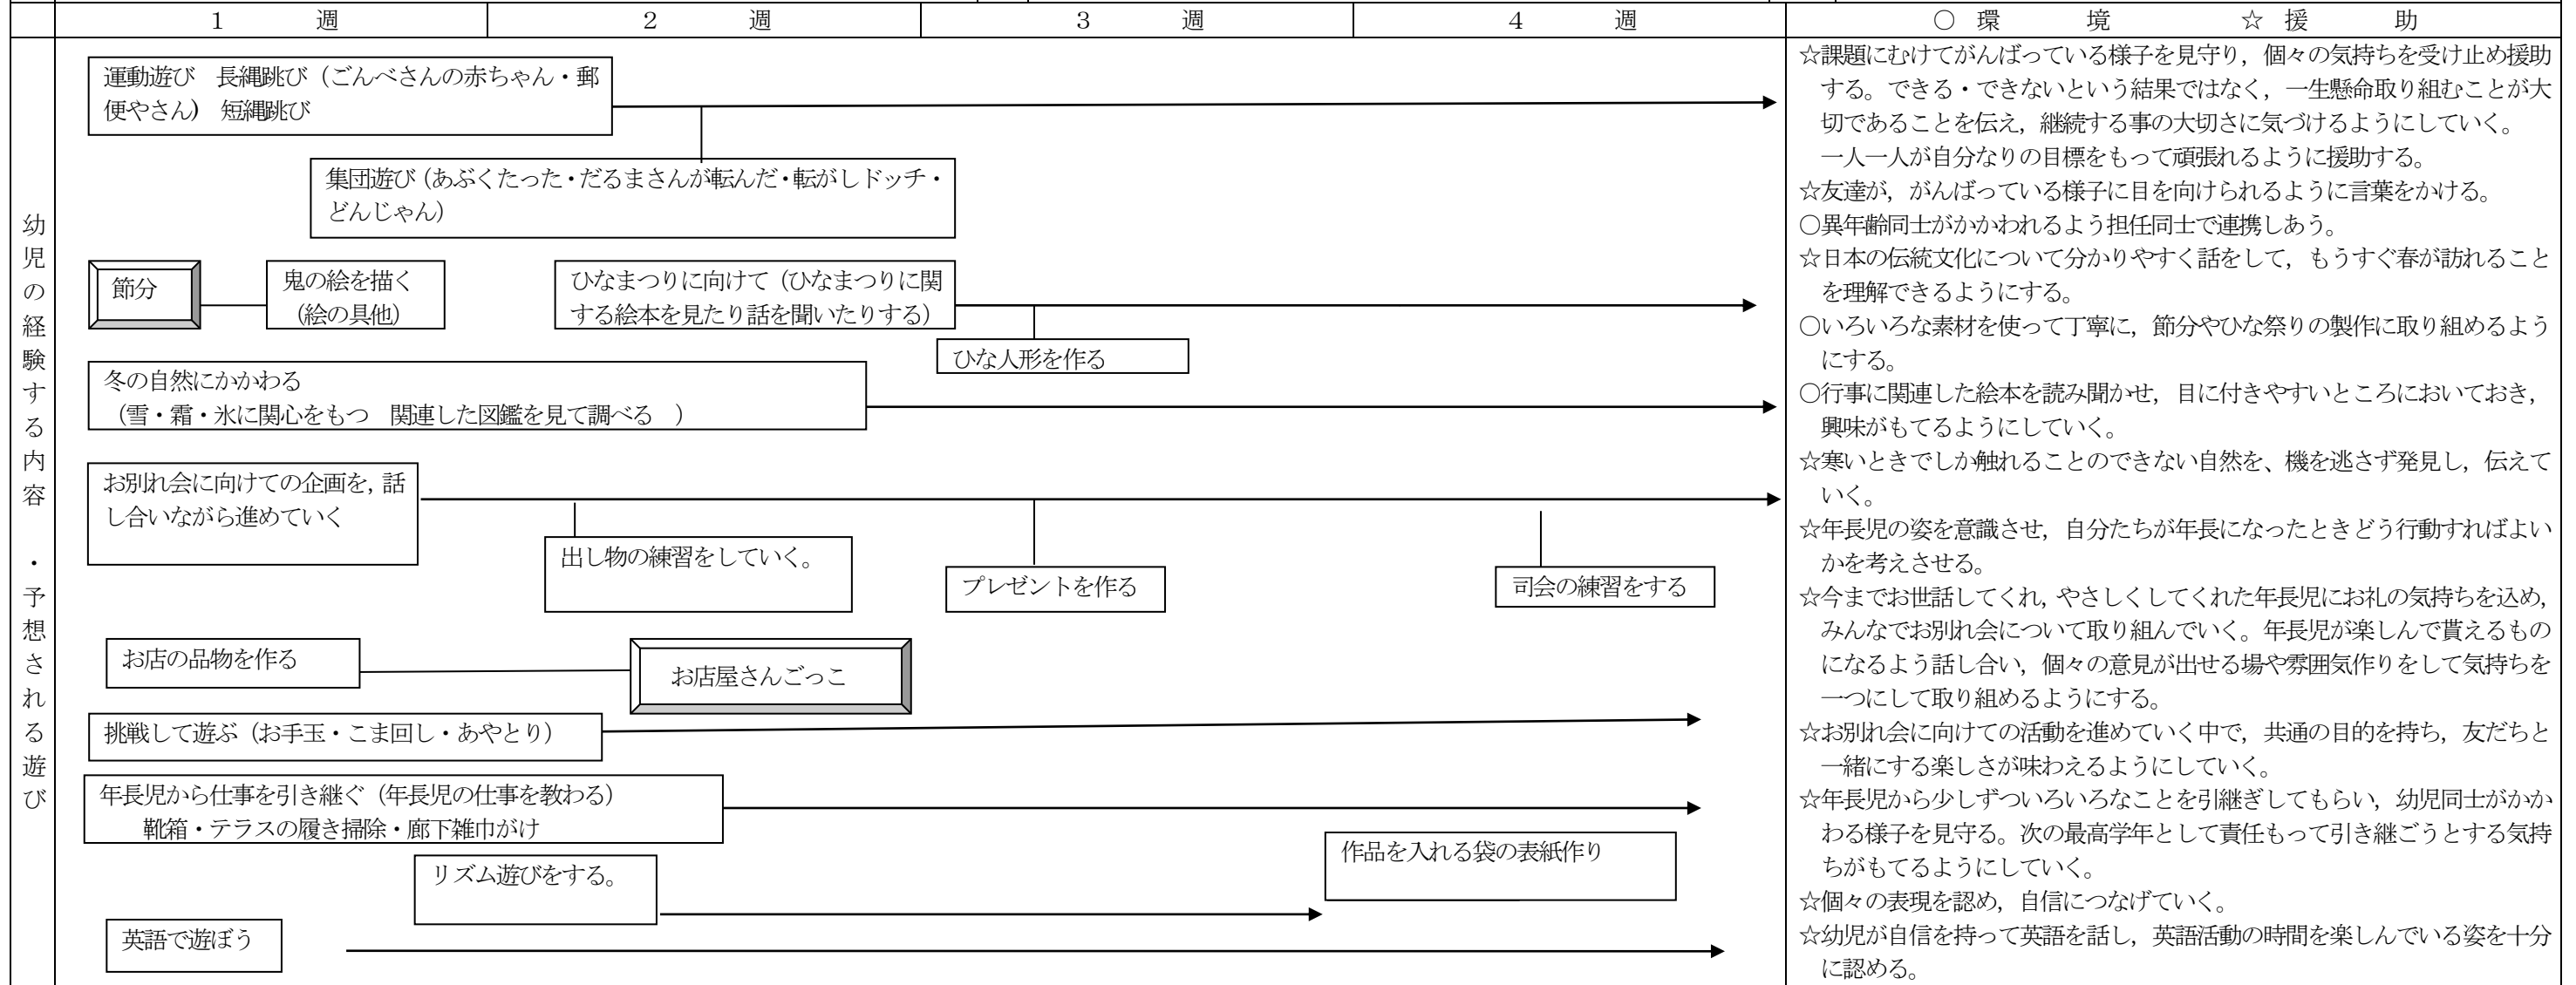 １　週
２　週
３　週
４　週
○ 環　境　☆ 援　助
幼児の経験する内容 ・予想される遊び
運動遊び　長縄跳び（ごんべさんの赤ちゃん・郵
便やさん）　短縄跳び
集団遊び（あぶくたった・だるまさんが転んだ・転がしドッチ・
どんじゃん）
節分
鬼の絵を描く
（絵の具他）
ひなまつりに向けて（ひなまつりに関
する絵本を見たり話を聞いたりする）
ひな人形を作る
冬の自然にかかわる
（雪・霜・氷に関心をもつ　関連した図鑑を見て調べる　）
お別れ会に向けての企画を，話
し合いながら進めていく
出し物の練習をしていく。
プレゼントを作る
司会の練習をする
お店の品物を作る
お店屋さんごっこ
挑戦して遊ぶ（お手玉・こま回し・あやとり）
年長児から仕事を引き継ぐ（年長児の仕事を教わる）
靴箱・テラスの履き掃除・廊下雑巾がけ
作品を入れる袋の表紙作り
リズム遊びをする。
英語で遊ぼう
☆課題にむけてがんばっている様子を見守り，個々の気持ちを受け止め援助
する。できる・できないという結果ではなく，一生懸命取り組むことが大
切であることを伝え，継続する事の大切さに気づけるようにしていく。
一人一人が自分なりの目標をもって頑張れるように援助する。
☆友達が，がんばっている様子に目を向けられるように言葉をかける。
○異年齢同士がかかわれるよう担任同士で連携しあう。
☆日本の伝統文化について分かりやすく話をして，もうすぐ春が訪れること
を理解できるようにする。
○いろいろな素材を使って丁寧に，節分やひな祭りの製作に取り組めるよう
にする。
○行事に関連した絵本を読み聞かせ，目に付きやすいところにおいておき，
興味がもてるようにしていく。
☆寒いときでしか触れることのできない自然を、機を逃さず発見し，伝えて
いく。
☆年長児の姿を意識させ，自分たちが年長になったときどう行動すればよい
かを考えさせる。
☆今までお世話してくれ，やさしくしてくれた年長児にお礼の気持ちを込め，
みんなでお別れ会について取り組んでいく。年長児が楽しんで貰えるもの
になるよう話し合い，個々の意見が出せる場や雰囲気作りをして気持ちを
一つにして取り組めるようにする。
☆お別れ会に向けての活動を進めていく中で，共通の目的を持ち，友だちと
一緒にする楽しさが味わえるようにしていく。
☆年長児から少しずついろいろなことを引継ぎしてもらい，幼児同士がかか
わる様子を見守る。次の最高学年として責任もって引き継ごうとする気持
ちがもてるようにしていく。
☆個々の表現を認め，自信につなげていく。
☆幼児が自信を持って英語を話し，英語活動の時間を楽しんでいる姿を十分
に認める。